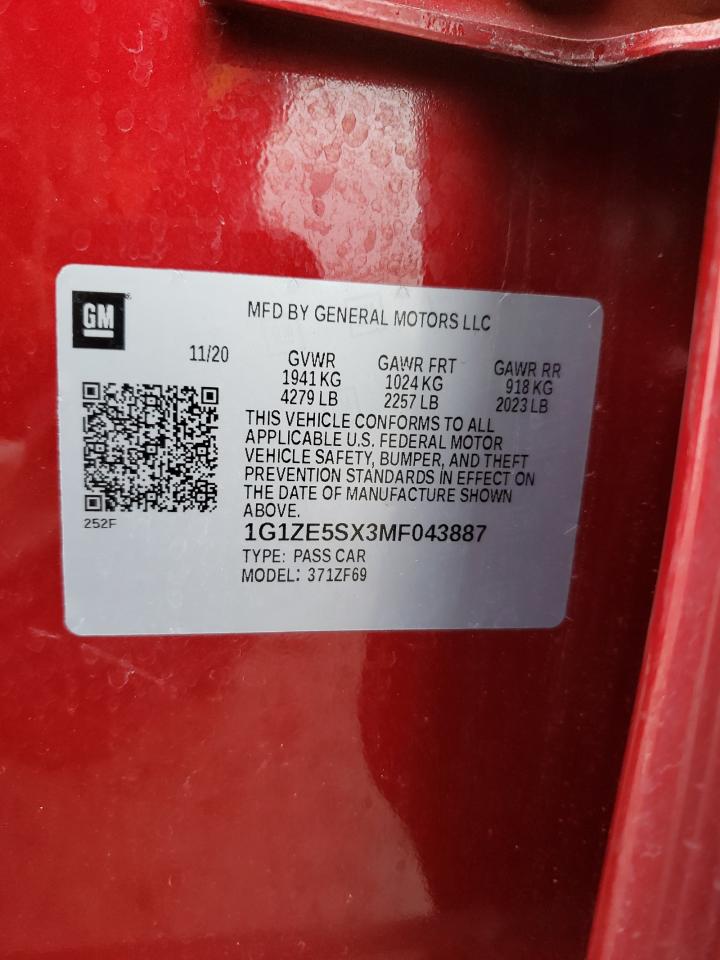 GM
MFD BY GENERAL MOTORS LLC
11/20 GVWR GAWR FRT GAWR RR
1941 KG 1024 KG 918 KG
4279 LB 2257 LB 2023 LB
THIS VEHICLE CONFORMS TO ALL
APPLICABLE U.S. FEDERAL MOTOR
VEHICLE SAFETY, BUMPER, AND THEFT
PREVENTION STANDARDS IN EFFECT ON
THE DATE OF MANUFACTURE SHOWN
ABOVE.
252F
1G1ZE5SX3MF043887
TYPE: PASS CAR
MODEL: 371ZF69